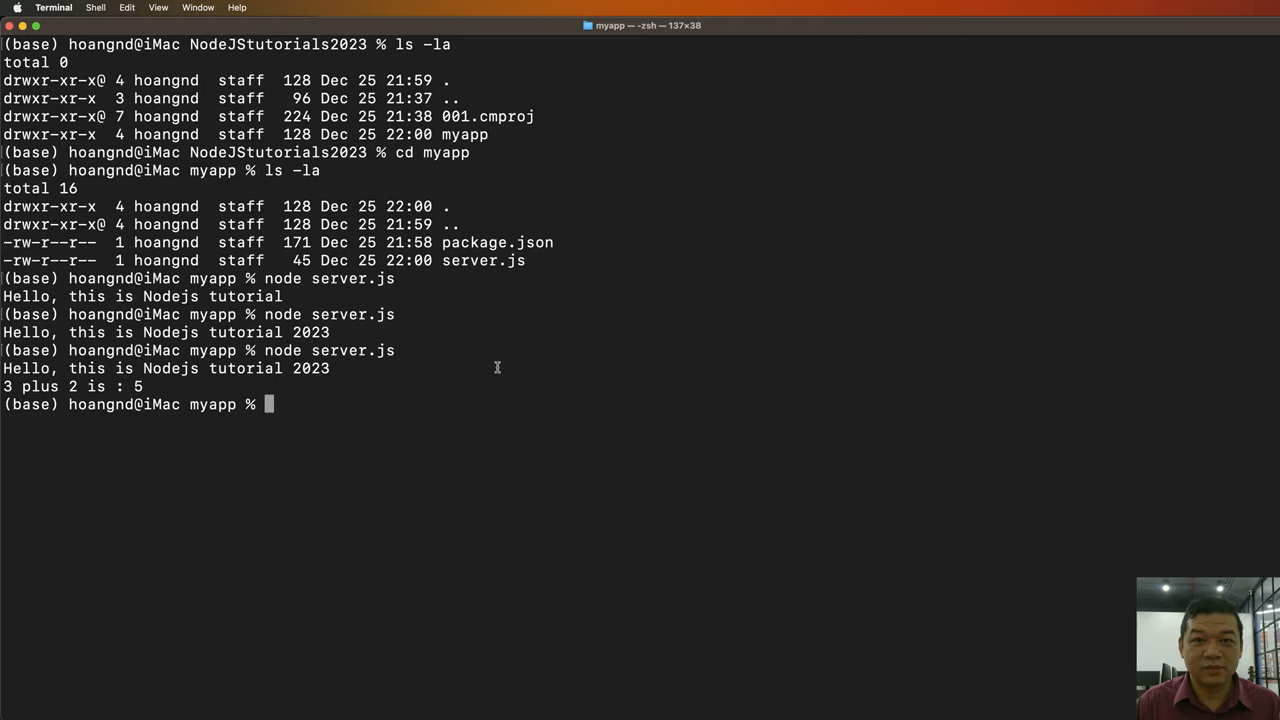 Terminal Shell Edit View Window Help
myapp — -zsh — 137×38
(base) hoangnd@iMac NodeJStutorials2023 % ls -la
total 0
drwxr-xr-x@ 4 hoangnd  staff  128 Dec 25 21:59 .
drwxr-xr-x  3 hoangnd  staff   96 Dec 25 21:37 ..
drwxr-xr-x@ 7 hoangnd  staff  224 Dec 25 21:38 001.cmproj
drwxr-xr-x  4 hoangnd  staff  128 Dec 25 22:00 myapp
(base) hoangnd@iMac NodeJStutorials2023 % cd myapp
(base) hoangnd@iMac myapp % ls -la
total 16
drwxr-xr-x  4 hoangnd  staff  128 Dec 25 22:00 .
drwxr-xr-x@ 4 hoangnd  staff  128 Dec 25 21:59 ..
-rw-r--r--  1 hoangnd  staff  171 Dec 25 21:58 package.json
-rw-r--r--  1 hoangnd  staff   45 Dec 25 22:00 server.js
(base) hoangnd@iMac myapp % node server.js
Hello, this is Nodejs tutorial
(base) hoangnd@iMac myapp % node server.js
Hello, this is Nodejs tutorial 2023
(base) hoangnd@iMac myapp % node server.js
Hello, this is Nodejs tutorial 2023
3 plus 2 is : 5
(base) hoangnd@iMac myapp %